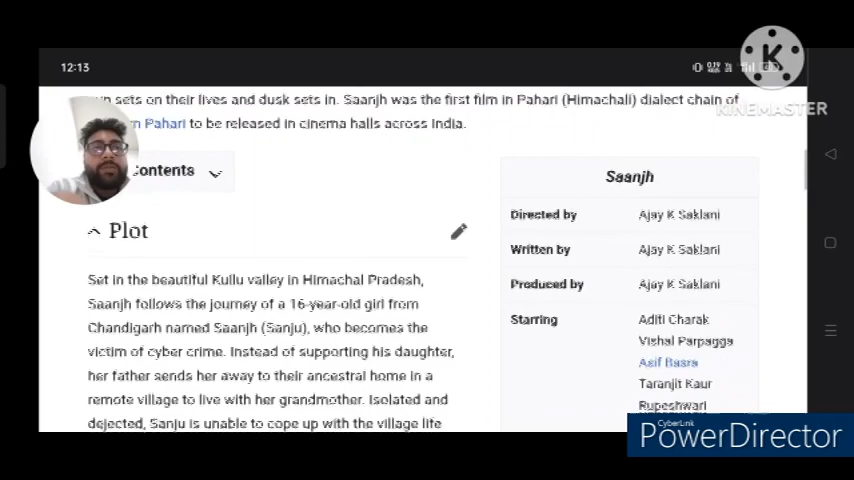 12:13
sets on their lives and dusk sets in. Saanjh was the first film in Pahari (Himachali) dialect chain of
Pahari to be released in cinema halls across India.
KINEMASTER
Contents
Plot
Set in the beautiful Kullu valley in Himachal Pradesh,
Saanjh follows the journey of a 16-year-old girl from
Chandigarh named Saanjh (Sanju), who becomes the
victim of cyber crime. Instead of supporting his daughter,
her father sends her away to their ancestral home in a
remote village to live with her grandmother. Isolated and
dejected, Sanju is unable to cope up with the village life
Saanjh
Directed by Ajay K Saklani
Written by Ajay K Saklani
Produced by Ajay K Saklani
Starring Aditi Charak
Vishal Parpagga
Asif Basra
Taranjit Kaur
Rupeshwari
CyberLink
PowerDirector